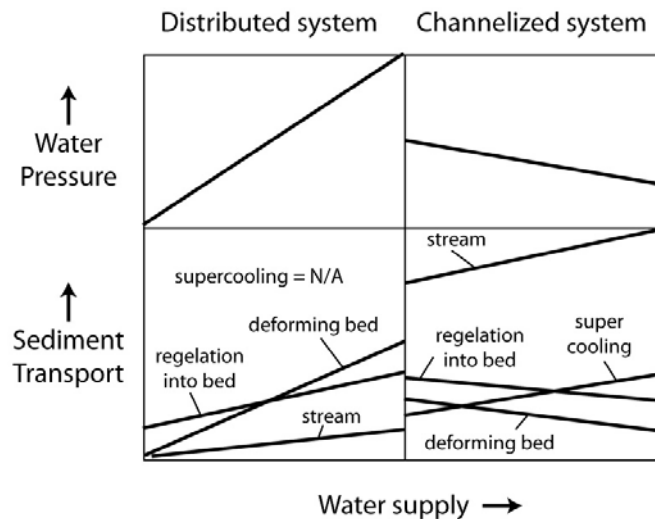 Distributed system
Channelized system
Water
Pressure
stream
supercooling = N/A
Sediment
Transport
deforming bed
regelation
into bed
stream
regelation
into bed
super
cooling
deforming bed
Water supply